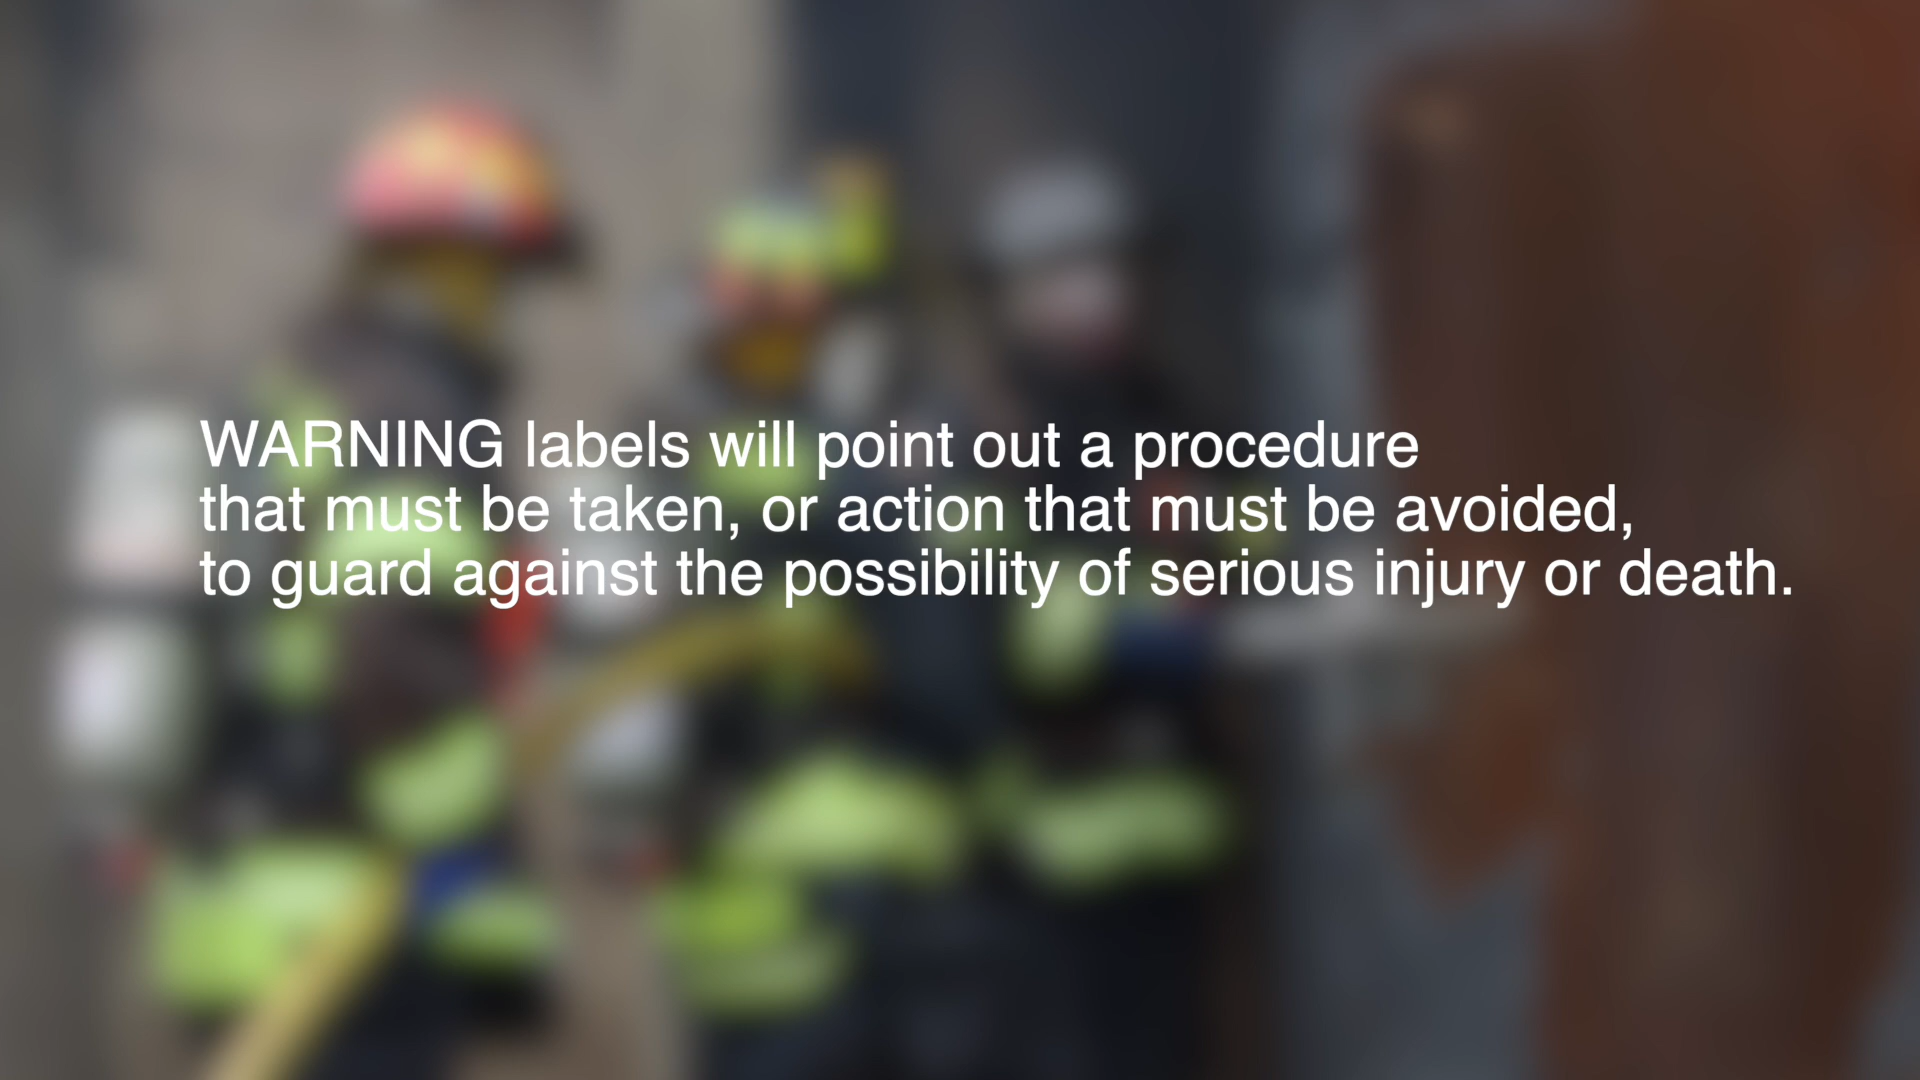 WARNING labels will point out a procedure
that must be taken, or action that must be avoided,
to guard against the possibility of serious injury or death.